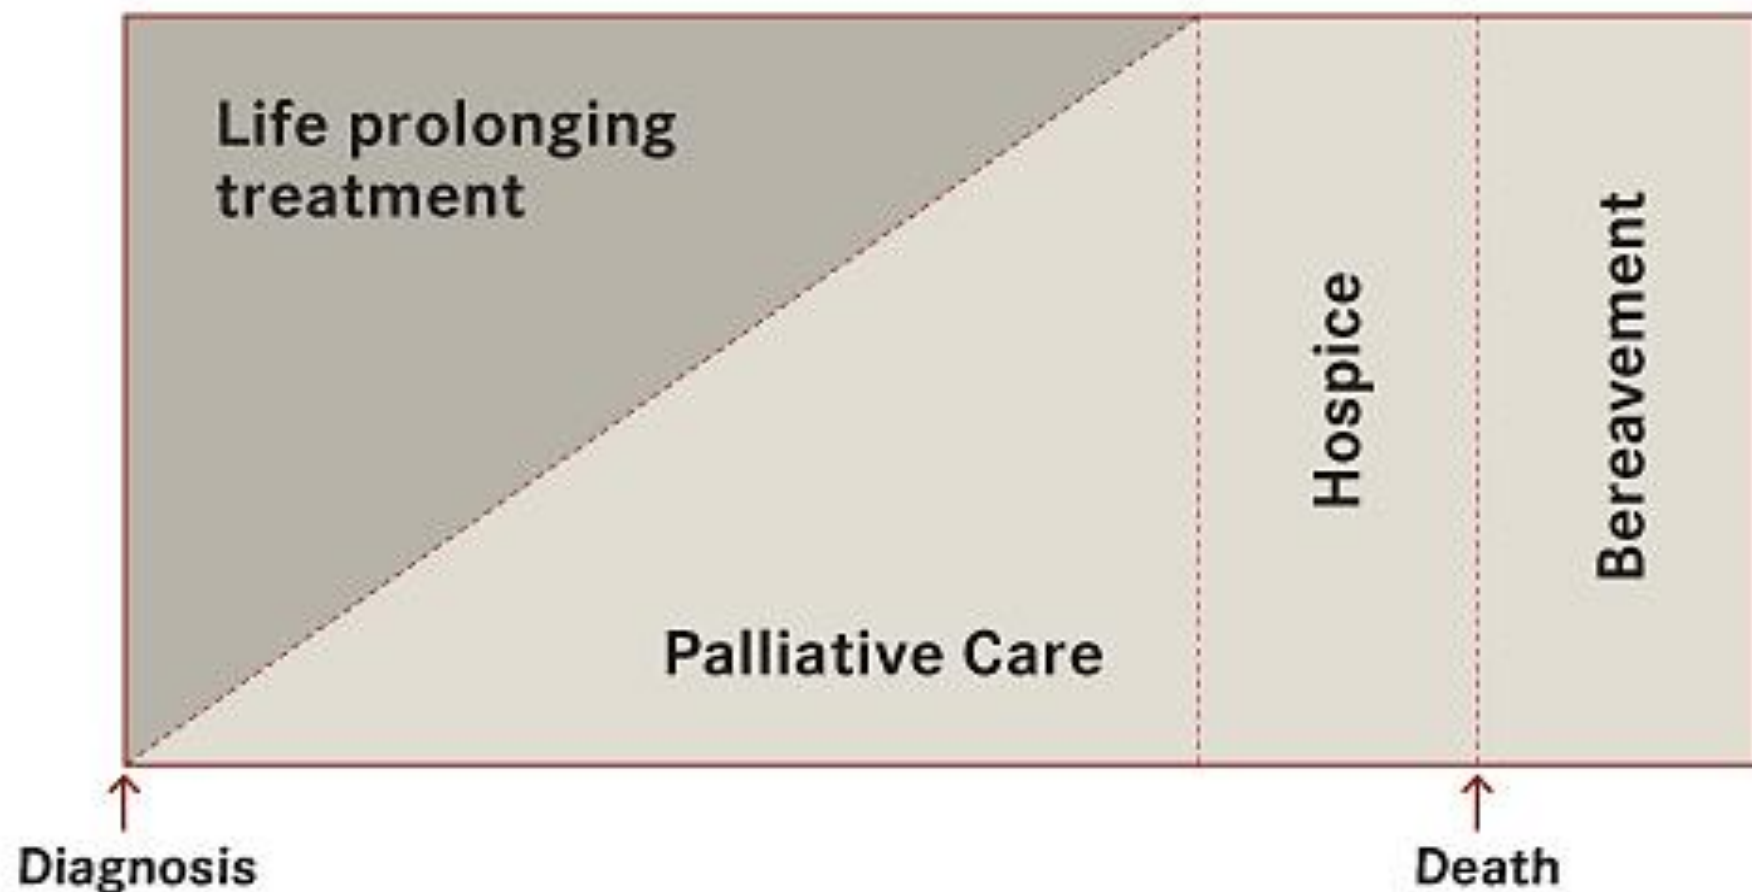 Life prolonging
treatment
Palliative Care
Hospice
Bereavement
Diagnosis
Death